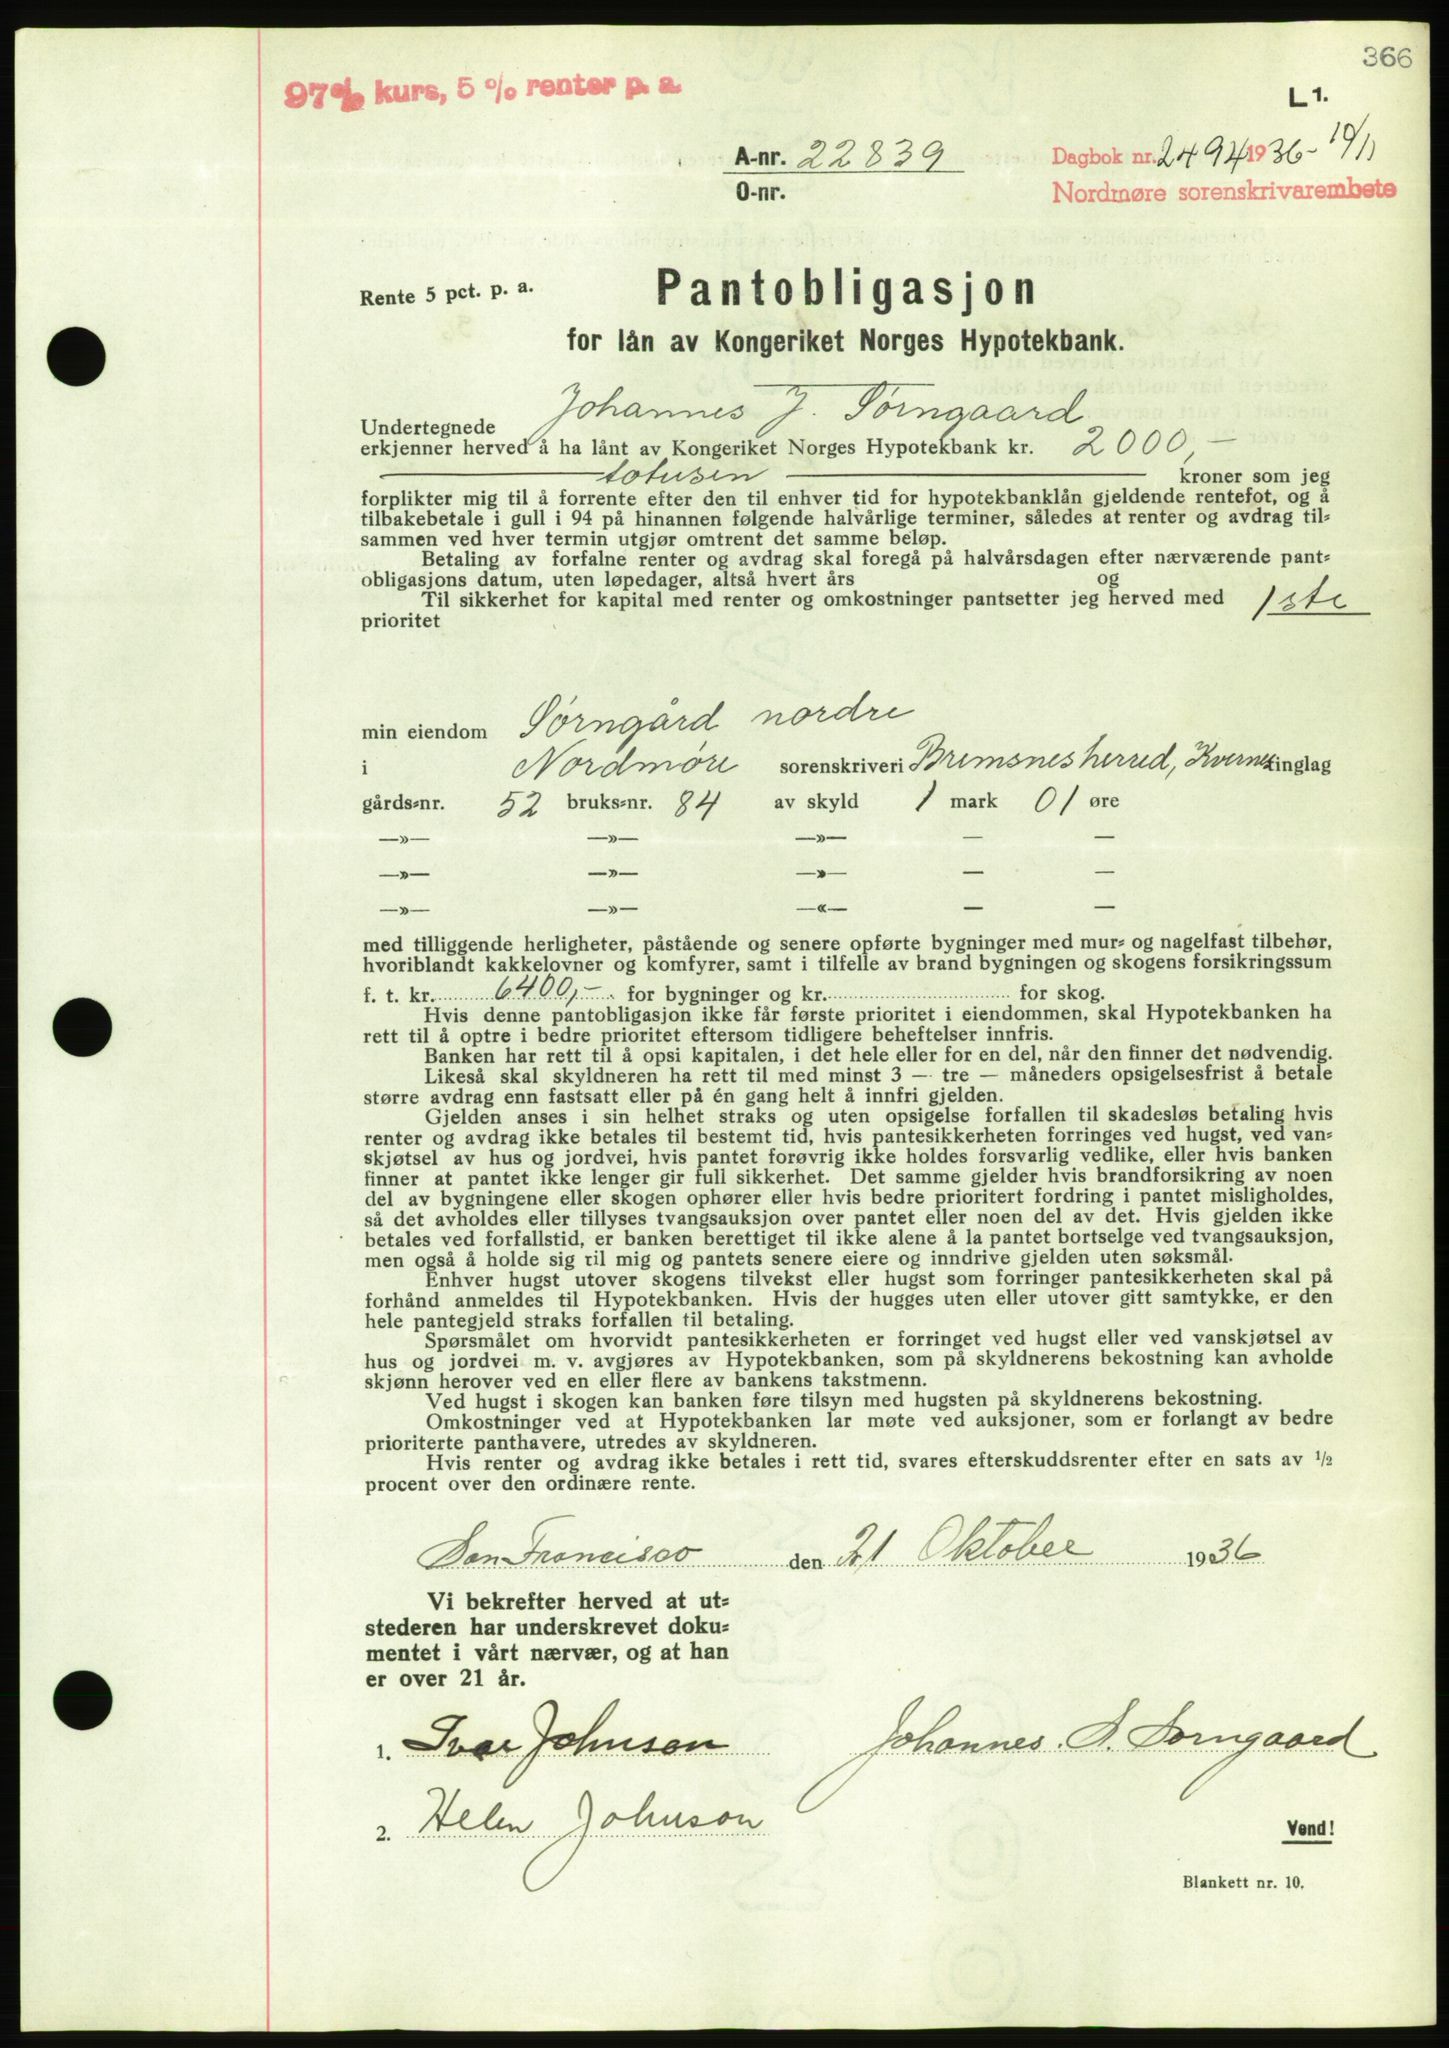 366
97% kurs, 5 % renter p. a.
L 1.
A-nr. 22839
Dagbok nr. 2494 1936 - 10/11
O-nr.
Nordmøre sorenskrivarembete
Rente 5 pct. p. a.
Pantobligasjon
for lån av Kongeriket Norges Hypotekbank.
Undertegnede Johannes J. Sørngaard
erkjenner herved å ha lånt av Kongeriket Norges Hypotekbank kr. 2000,-
totusen kroner som jeg
forplikter mig til å forrente efter den til enhver tid for hypotekbanklån gjeldende rentefot, og å
tilbakebetale i gull i 94 på hinannen følgende halvårlige terminer, således at renter og avdrag til-
sammen ved hver termin utgjør omtrent det samme beløp.
Betaling av forfalne renter og avdrag skal foregå på halvårsdagen efter nærværende pant-
obligasjons datum, uten løpedager, altså hvert års og
Til sikkerhet for kapital med renter og omkostninger pantsetter jeg herved med 1ste
prioritet
min eiendom Sørngård nordre
i Nordmøre sorenskriveri Bremsnes herred, Kvernes tinglag
gårds-nr. 52 bruks-nr. 84 av skyld 1 mark 01 øre
—»— —»— —»— — —
—»— —»— —»— — —
—»— —»— —«— — —
med tilliggende herligheter, påstående og senere opførte bygninger med mur- og nagelfast tilbehør,
hvoriblandt kakkelovner og komfyrer, samt i tilfelle av brand bygningen og skogens forsikringssum
f. t. kr. 6400,- for bygninger og kr. for skog.
Hvis denne pantobligasjon ikke får første prioritet i eiendommen, skal Hypotekbanken ha
rett til å optre i bedre prioritet eftersom tidligere beheftelser innfris.
Banken har rett til å opsi kapitalen, i det hele eller for en del, når den finner det nødvendig.
Likeså skal skyldneren ha rett til med minst 3 — tre — måneders opsigelsesfrist å betale
større avdrag enn fastsatt eller på én gang helt å innfri gjelden.
Gjelden anses i sin helhet straks og uten opsigelse forfallen til skadesløs betaling hvis
renter og avdrag ikke betales til bestemt tid, hvis pantesikkerheten forringes ved hugst, ved van-
skjøtsel av hus og jordvei, hvis pantet forøvrig ikke holdes forsvarlig vedlike, eller hvis banken
finner at pantet ikke lenger gir full sikkerhet. Det samme gjelder hvis brandforsikring av noen
del av bygningene eller skogen ophører eller hvis bedre prioritert fordring i pantet misligholdes,
så det avholdes eller tillyses tvangsauksjon over pantet eller noen del av det. Hvis gjelden ikke
betales ved forfallstid, er banken berettiget til ikke alene å la pantet bortselge ved tvangsauksjon,
men også å holde sig til mig og pantets senere eiere og inndrive gjelden uten søksmål.
Enhver hugst utover skogens tilvekst eller hugst som forringer pantesikkerheten skal på
forhånd anmeldes til Hypotekbanken. Hvis der hugges uten eller utover gitt samtykke, er den
hele pantegjeld straks forfallen til betaling.
Spørsmålet om hvorvidt pantesikkerheten er forringet ved hugst eller ved vanskjøtsel av
hus og jordvei m. v. avgjøres av Hypotekbanken, som på skyldnerens bekostning kan avholde
skjønn herover ved en eller flere av bankens takstmenn.
Ved hugst i skogen kan banken føre tilsyn med hugsten på skyldnerens bekostning.
Omkostninger ved at Hypotekbanken lar møte ved auksjoner, som er forlangt av bedre
prioriterte panthavere, utredes av skyldneren.
Hvis renter og avdrag ikke betales i rett tid, svares efterskuddsrenter efter en sats av ½
procent over den ordinære rente.
San Francisco den 21 Oktober 1936
Vi bekrefter herved at ut-
stederen har underskrevet doku-
mentet i vårt nærvær, og at han
er over 21 år.
1. Ivar Johnson Johannes. S. Sorngaard
2. Helen Johnson
Vend!
Blankett nr. 10.